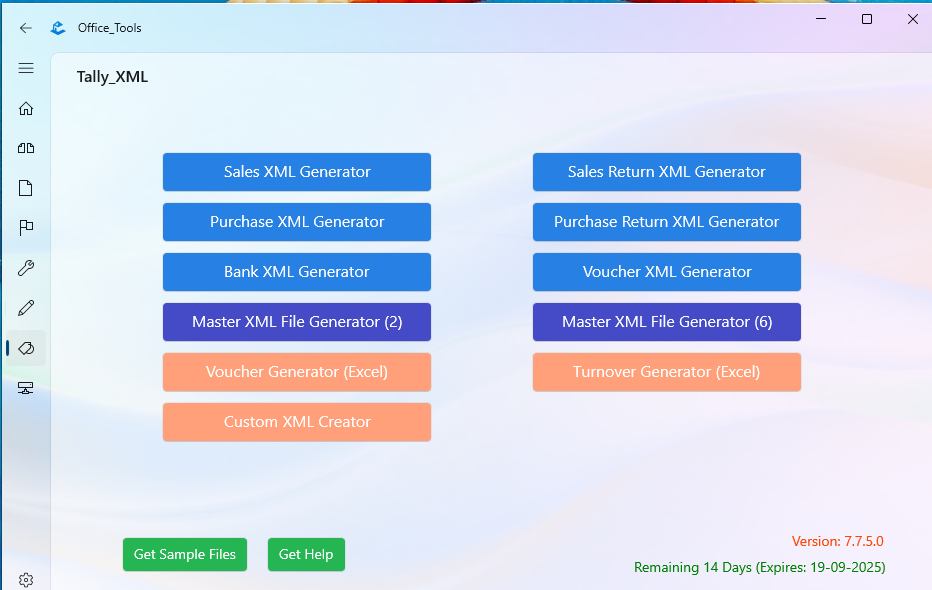 Office_Tools
Tally_XML
Sales XML Generator
Sales Return XML Generator
Purchase XML Generator
Purchase Return XML Generator
Bank XML Generator
Voucher XML Generator
Master XML File Generator (2)
Master XML File Generator (6)
Voucher Generator (Excel)
Turnover Generator (Excel)
Custom XML Creator
Get Sample Files
Get Help
Version: 7.7.5.0
Remaining 14 Days (Expires: 19-09-2025)